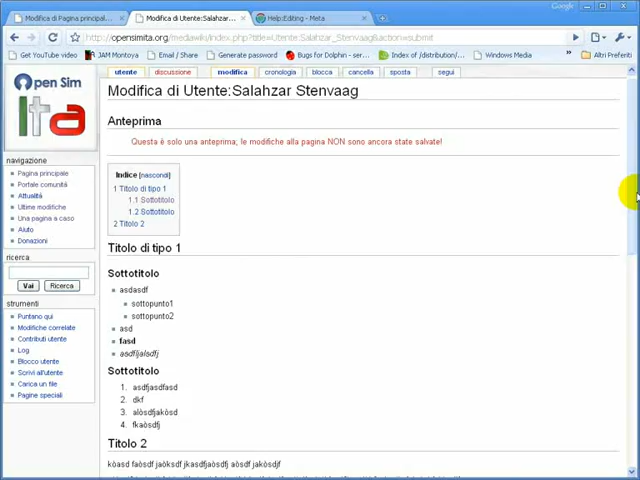 Google
Modifica di Pagina principal...
Modifica di Utente:Salahzar...
Help:Editing - Meta
http://opensimita.org/mediawiki/index.php?title=Utente:Salahzar_Stenvaag&action=submit
Get YouTube video
JAM Montoya
Email / Share
Generate password
Bugs for Dolphin - ser...
Index of /distribution/...
Windows Media
»
Altri Preferiti
Open Sim
Ita
utente
discussione
modifica
cronologia
blocca
cancella
sposta
segui
navigazione
Pagina principale
Portale comunità
Attualità
Ultime modifiche
Una pagina a caso
Aiuto
Donazioni
ricerca
Vai
Ricerca
strumenti
Puntano qui
Modifiche correlate
Contributi utente
Log
Blocco utente
Scrivi all'utente
Carica un file
Pagine speciali
Modifica di Utente:Salahzar Stenvaag
Anteprima
Questa è solo una anteprima; le modifiche alla pagina NON sono ancora state salvate!
Indice [nascondi]
1 Titolo di tipo 1
1.1 Sottotitolo
1.2 Sottotitolo
2 Titolo 2
Titolo di tipo 1
Sottotitolo
asdasdf
sottopunto1
sottopunto2
asd
fasd
asdfljalsdfj
Sottotitolo
1. asdfjasdfasd
2. dkf
3. alòsdfjakòsd
4. fkaòsdfj
Titolo 2
kòasd faòsdf jaòksdf jkasdfjaòsdfj aòsdf jakòsdjf